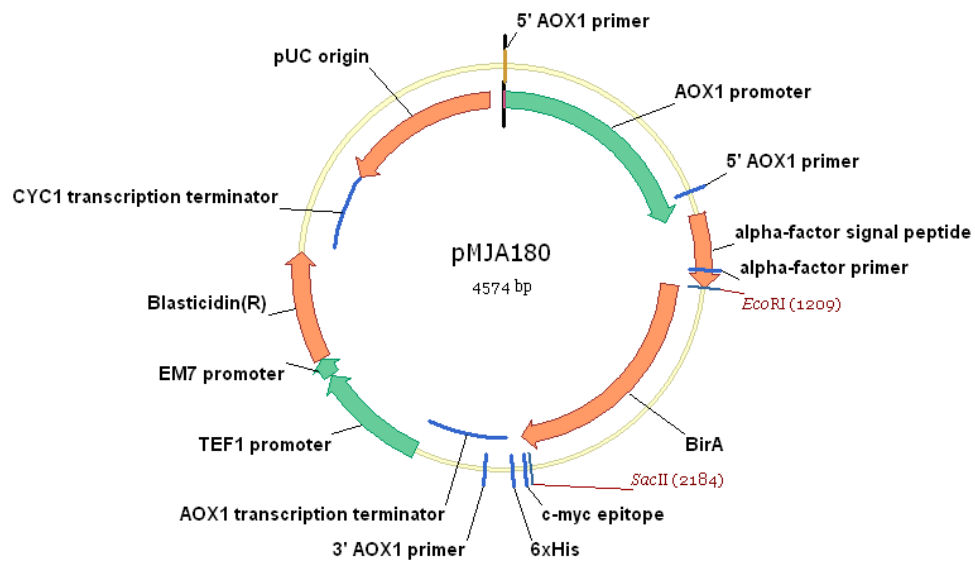 5' AOX1 primer
pUC origin
AOX1 promoter
5' AOX1 primer
CYC1 transcription terminator
alpha-factor signal peptide
pMJA180
alpha-factor primer
4574 bp
Blasticidin(R)
EcoRI (1209)
EM7 promoter
TEF1 promoter
BirA
SacII (2184)
AOX1 transcription terminator
c-myc epitope
3' AOX1 primer
6xHis